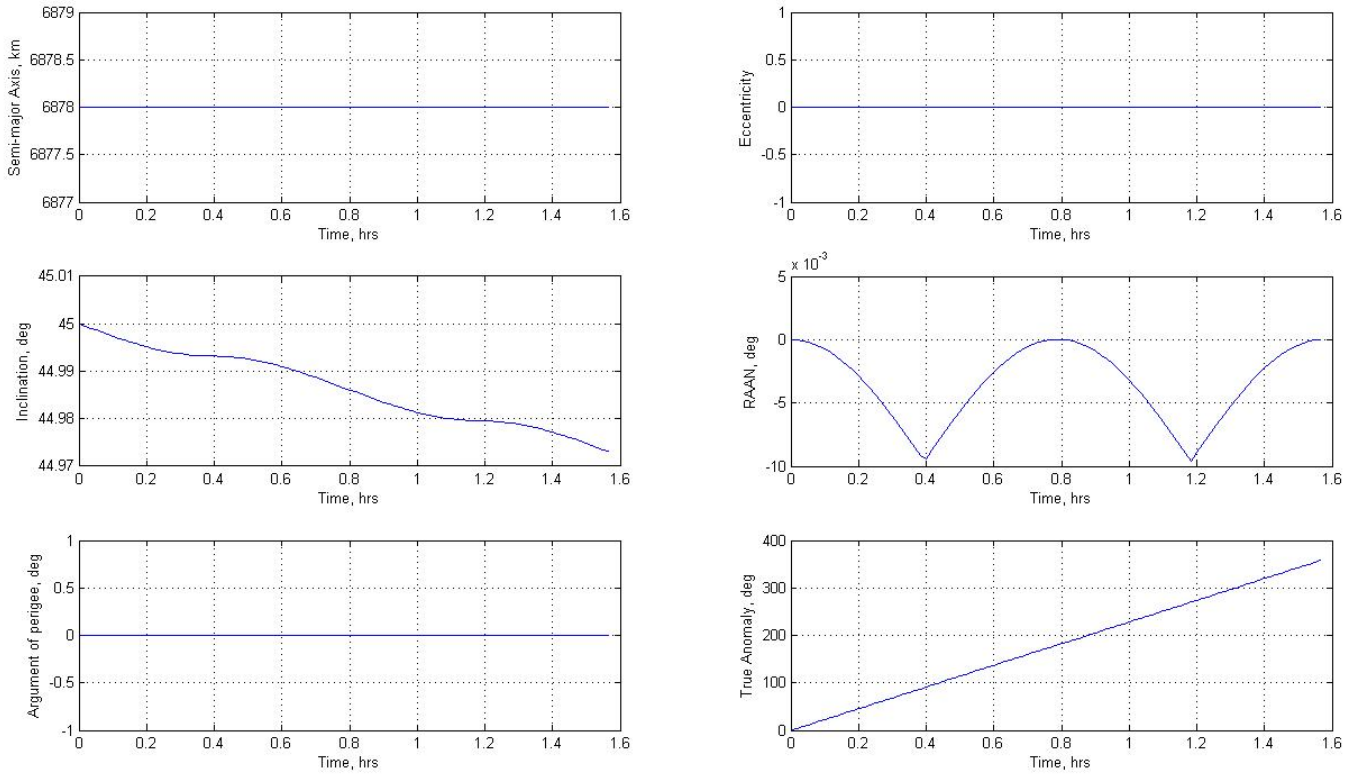 6879
6878.5
6878
6877.5
6877
Semi-major Axis, km
0 0.2 0.4 0.6 0.8 1 1.2 1.4 1.6
Time, hrs
1
0.5
0
-0.5
-1
Eccentricity
0 0.2 0.4 0.6 0.8 1 1.2 1.4 1.6
Time, hrs
45.01
45
44.99
44.98
44.97
Inclination, deg
0 0.2 0.4 0.6 0.8 1 1.2 1.4 1.6
Time, hrs
x 10⁻³
5
0
-5
-10
RAAN, deg
0 0.2 0.4 0.6 0.8 1 1.2 1.4 1.6
Time, hrs
1
0.5
0
-0.5
-1
Argument of perigee, deg
0 0.2 0.4 0.6 0.8 1 1.2 1.4 1.6
Time, hrs
400
300
200
100
0
True Anomaly, deg
0 0.2 0.4 0.6 0.8 1 1.2 1.4 1.6
Time, hrs